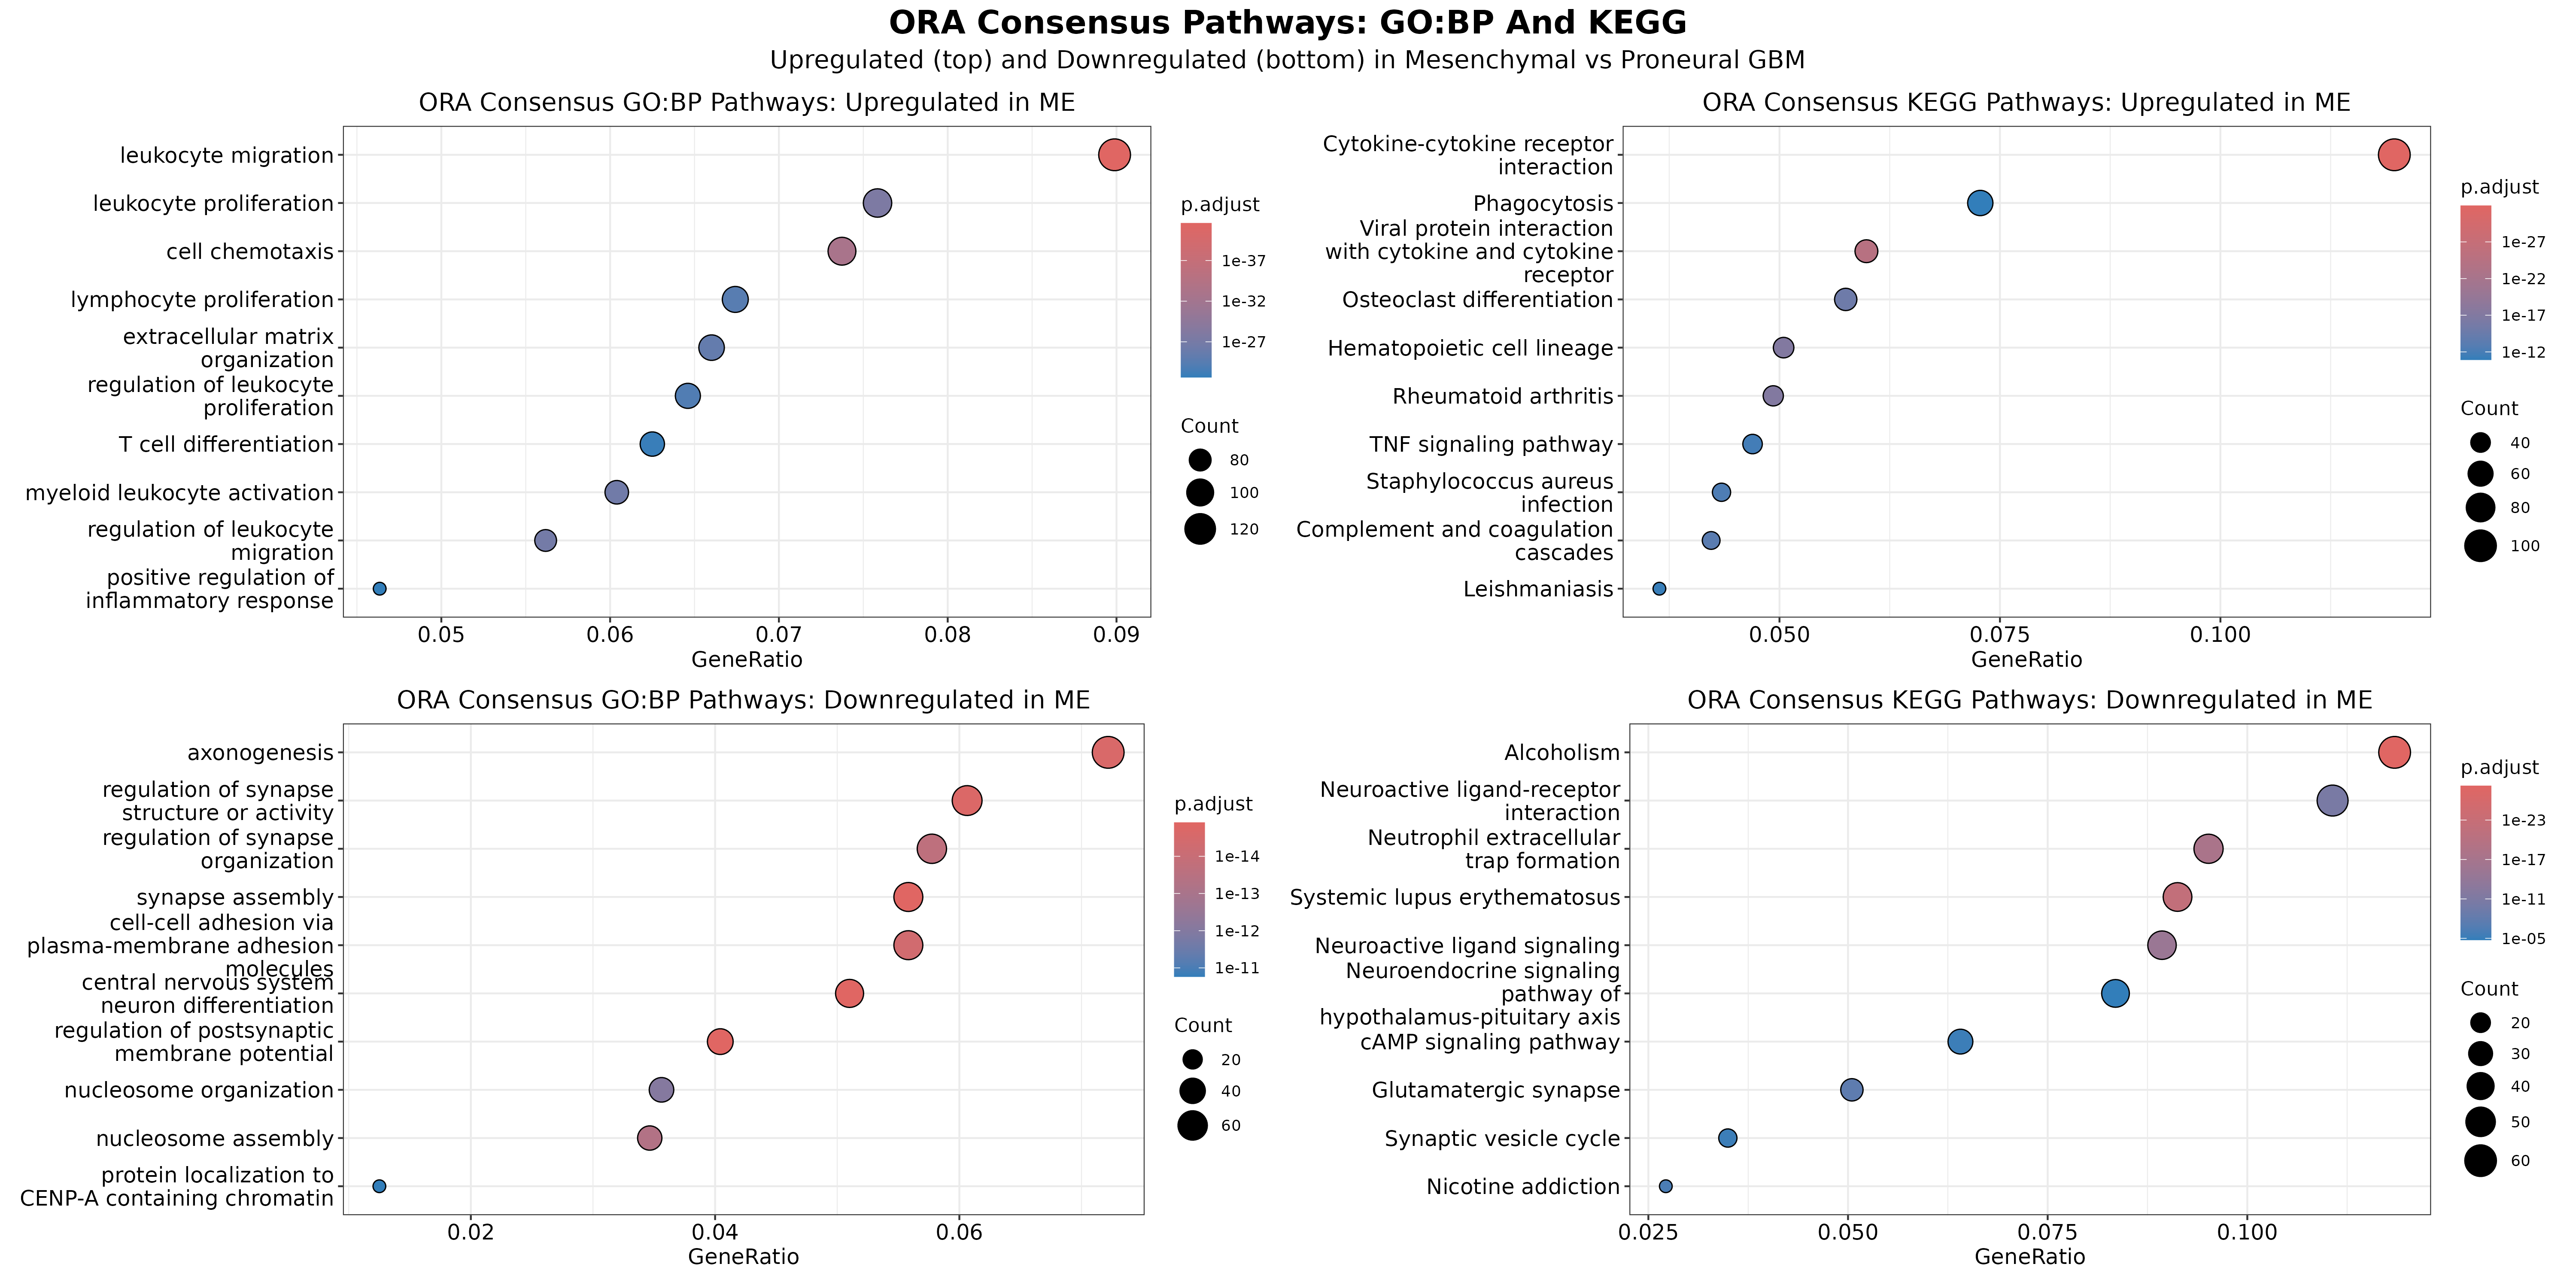 ORA Consensus Pathways: GO:BP And KEGG
Upregulated (top) and Downregulated (bottom) in Mesenchymal vs Proneural GBM
ORA Consensus GO:BP Pathways: Upregulated in ME
leukocyte migration
leukocyte proliferation
cell chemotaxis
lymphocyte proliferation
extracellular matrix
organization
regulation of leukocyte
proliferation
T cell differentiation
myeloid leukocyte activation
regulation of leukocyte
migration
positive regulation of
inflammatory response
0.05 0.06 0.07 0.08 0.09
GeneRatio
p.adjust
1e-37
1e-32
1e-27
Count
80
100
120
ORA Consensus KEGG Pathways: Upregulated in ME
Cytokine-cytokine receptor
interaction
Phagocytosis
Viral protein interaction
with cytokine and cytokine
receptor
Osteoclast differentiation
Hematopoietic cell lineage
Rheumatoid arthritis
TNF signaling pathway
Staphylococcus aureus
infection
Complement and coagulation
cascades
Leishmaniasis
0.050 0.075 0.100
GeneRatio
p.adjust
1e-27
1e-22
1e-17
1e-12
Count
40
60
80
100
ORA Consensus GO:BP Pathways: Downregulated in ME
axonogenesis
regulation of synapse
structure or activity
regulation of synapse
organization
synapse assembly
cell-cell adhesion via
plasma-membrane adhesion
molecules
central nervous system
neuron differentiation
regulation of postsynaptic
membrane potential
nucleosome organization
nucleosome assembly
protein localization to
CENP-A containing chromatin
0.02 0.04 0.06
GeneRatio
p.adjust
1e-14
1e-13
1e-12
1e-11
Count
20
40
60
ORA Consensus KEGG Pathways: Downregulated in ME
Alcoholism
Neuroactive ligand-receptor
interaction
Neutrophil extracellular
trap formation
Systemic lupus erythematosus
Neuroactive ligand signaling
Neuroendocrine signaling
pathway of
hypothalamus-pituitary axis
cAMP signaling pathway
Glutamatergic synapse
Synaptic vesicle cycle
Nicotine addiction
0.025 0.050 0.075 0.100
GeneRatio
p.adjust
1e-23
1e-17
1e-11
1e-05
Count
20
30
40
50
60